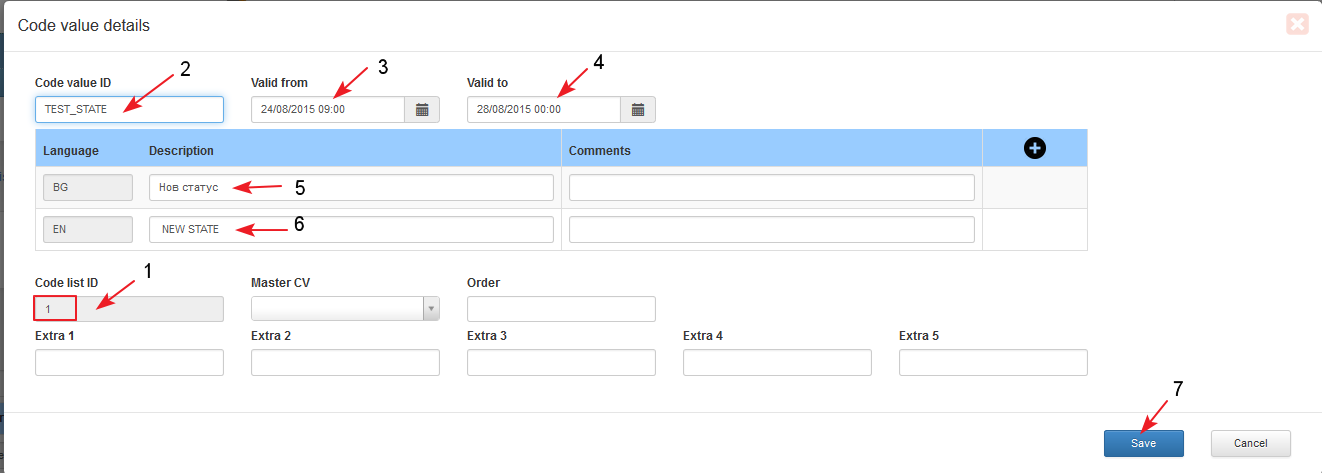 Code value details
2 3 4
Code value ID Valid from Valid to
TEST_STATE 24/08/2015 09:00 28/08/2015 00:00
Language Description Comments
BG Нов статус 5
EN NEW STATE 6
Code list ID 1 Master CV Order
1
Extra 1 Extra 2 Extra 3 Extra 4 Extra 5
7
Save Cancel